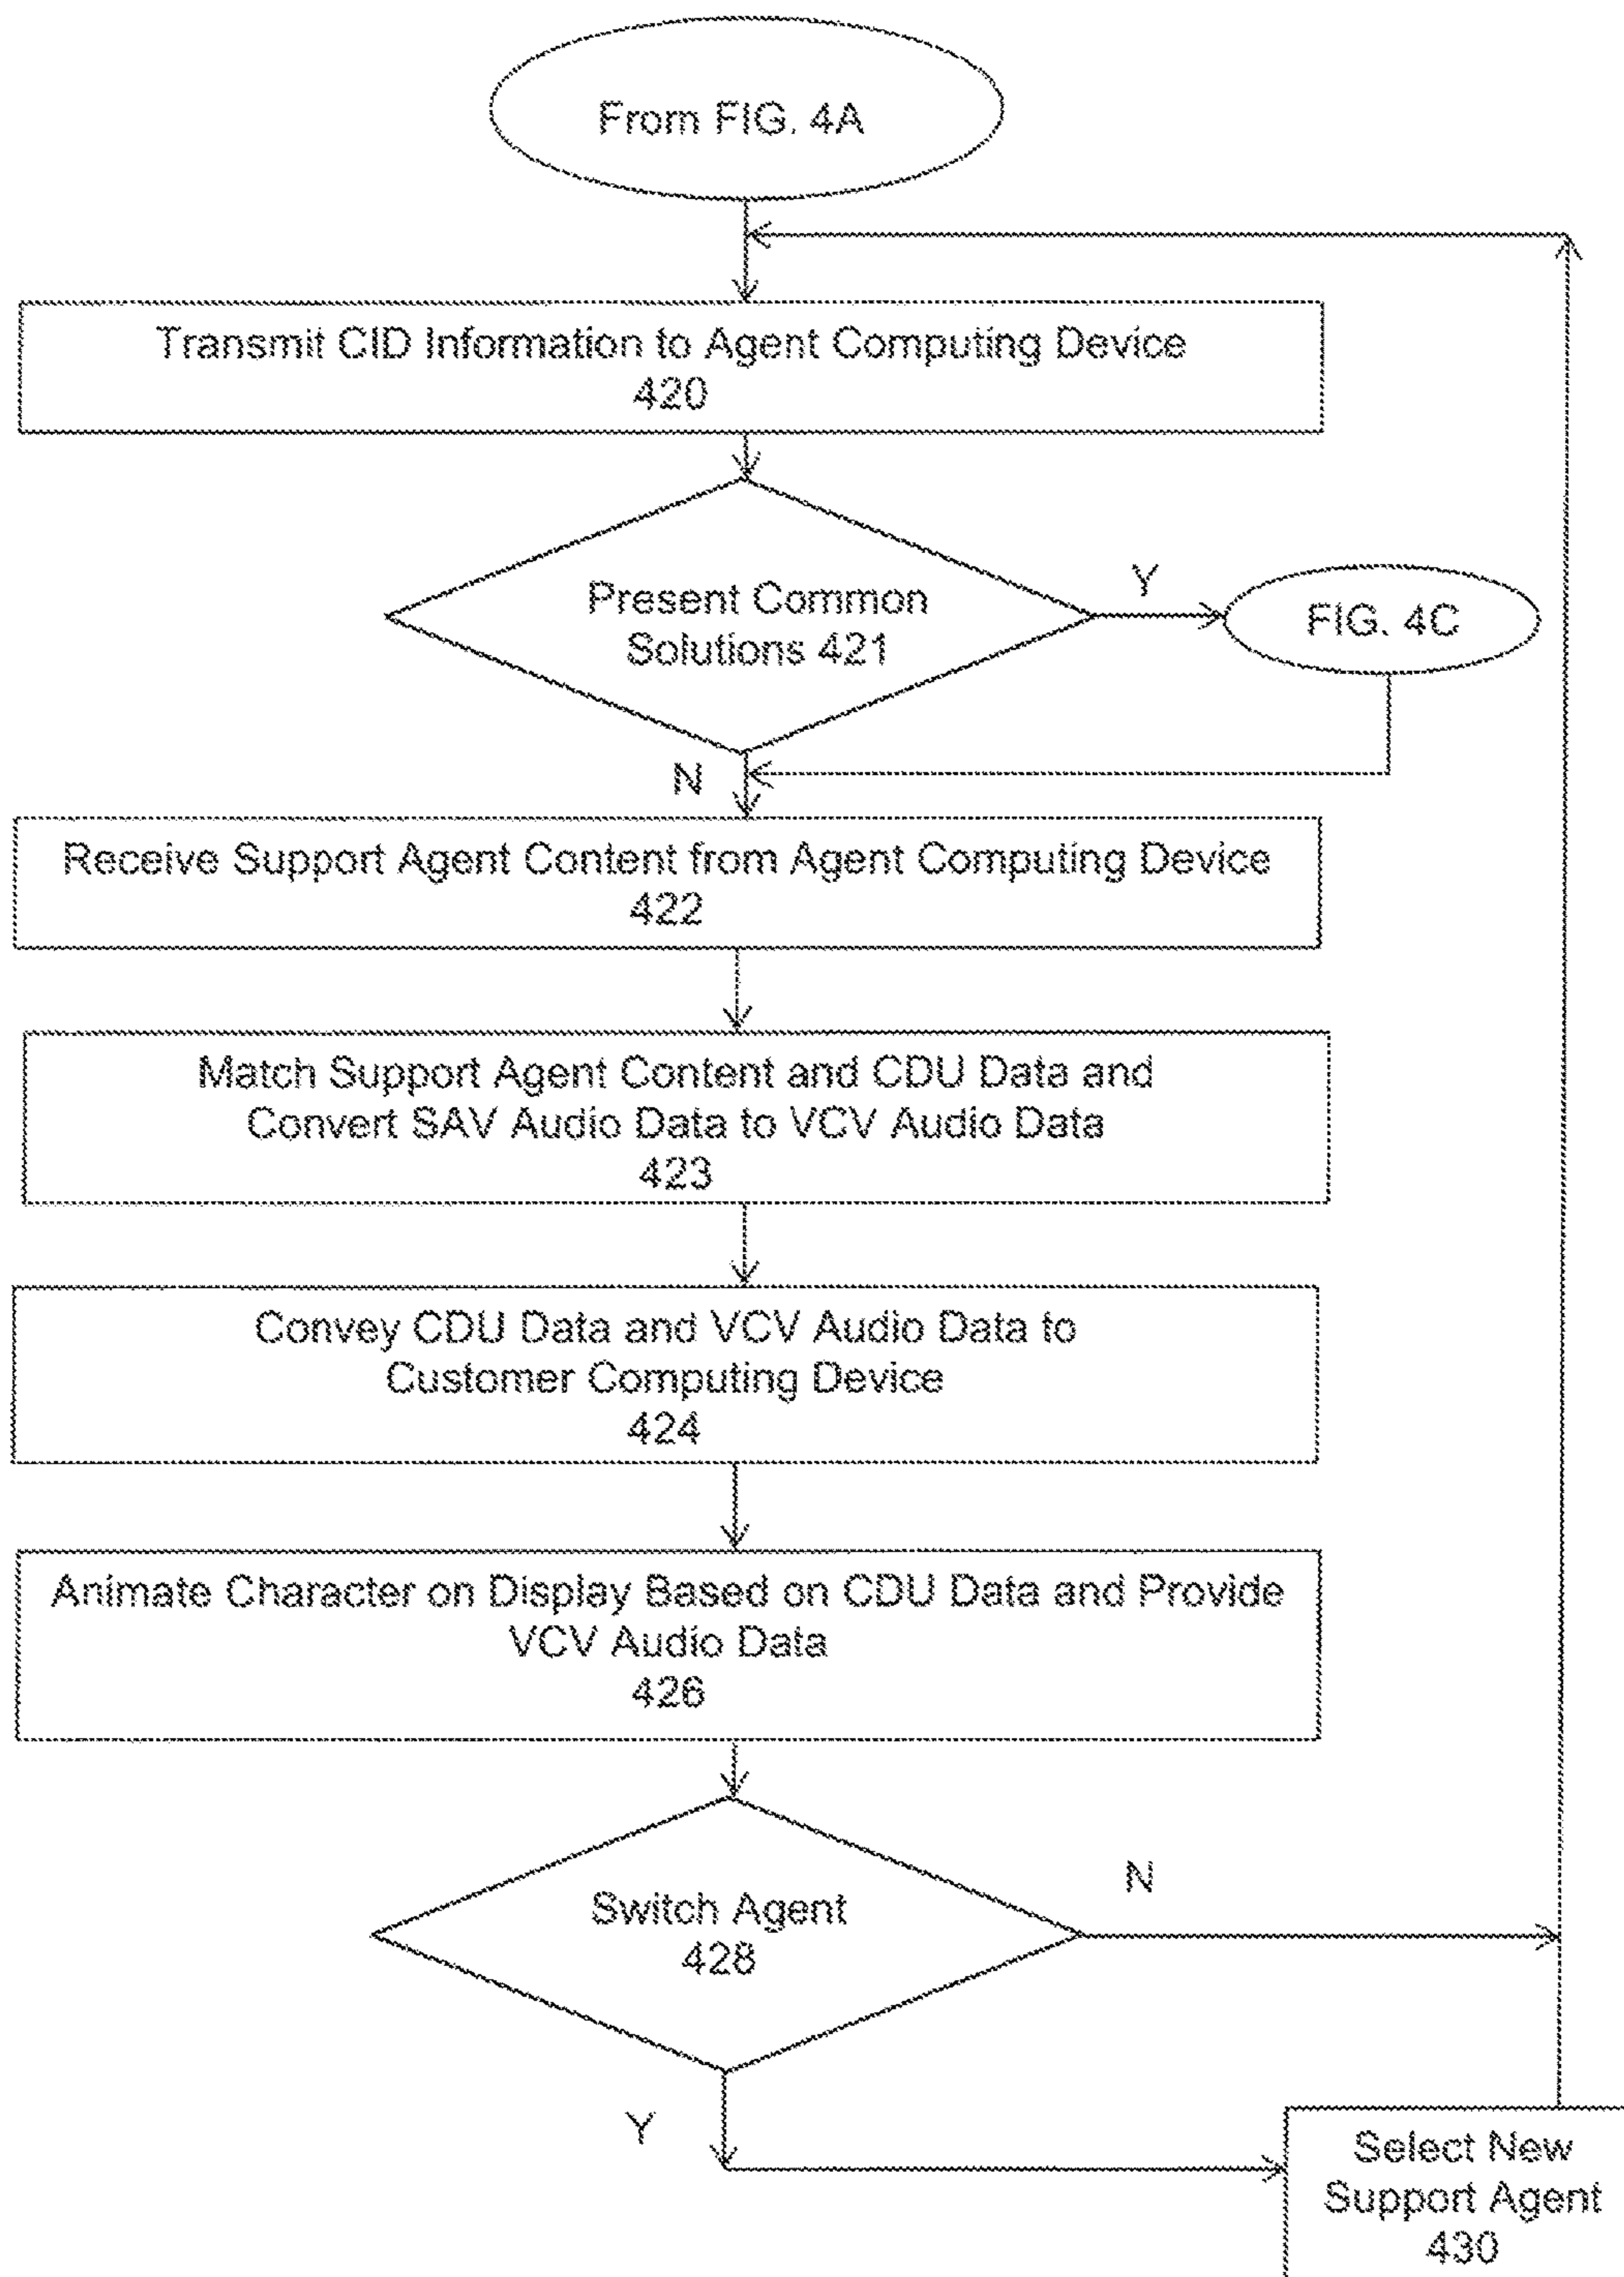 From FIG. 4A
Transmit CID Information to Agent Computing Device
420
Present Common
Solutions 421
Y
FIG. 4C
N
Receive Support Agent Content from Agent Computing Device
422
Match Support Agent Content and CDU Data and
Convert SAV Audio Data to VCV Audio Data
423
Convey CDU Data and VCV Audio Data to
Customer Computing Device
424
Animate Character on Display Based on CDU Data and Provide
VCV Audio Data
426
Switch Agent
428
N
Y
Select New
Support Agent
430